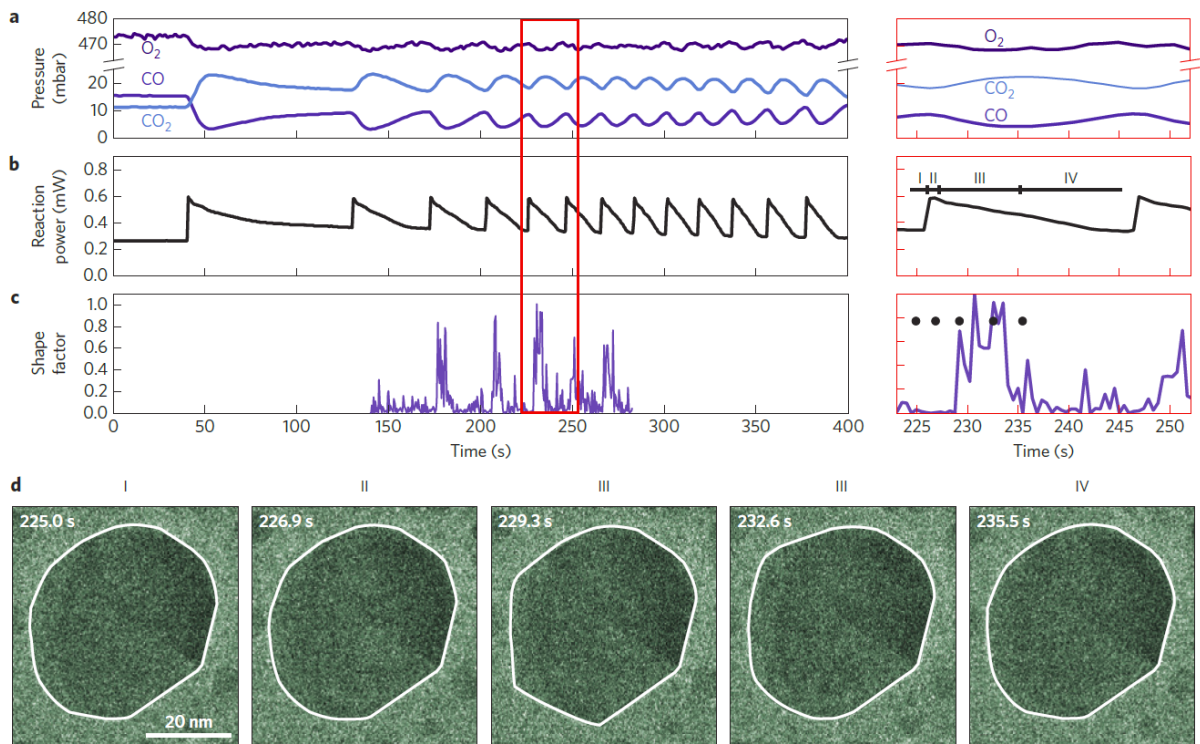 a
480
470
20
10
0
Pressure
(mbar)
O2
CO
CO2
O2
CO2
CO
b
0.8
0.6
0.4
0.2
0.0
Reaction
power (mW)
I II III IV
c
1.0
0.8
0.6
0.4
0.2
0.0
Shape
factor
0 50 100 150 200 250 300 350 400
Time (s)
225 230 235 240 245 250
Time (s)
d
I II III III IV
225.0 s 226.9 s 229.3 s 232.6 s 235.5 s
20 nm